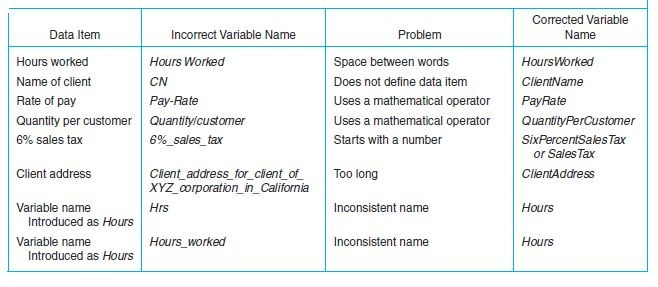 Data Item Incorrect Variable Name Problem Corrected Variable
Name
Hours worked Hours Worked Space between words HoursWorked
Name of client CN Does not define data item ClientName
Rate of pay Pay-Rate Uses a mathematical operator PayRate
Quantity per customer Quantity/customer Uses a mathematical operator QuantityPerCustomer
6% sales tax 6%_sales_tax Starts with a number SixPercentSalesTax
or SalesTax
Client address Client_address_for_client_of_ Too long ClientAddress
XYZ_corporation_in_California
Variable name Hrs Inconsistent name Hours
Introduced as Hours
Variable name Hours_worked Inconsistent name Hours
Introduced as Hours